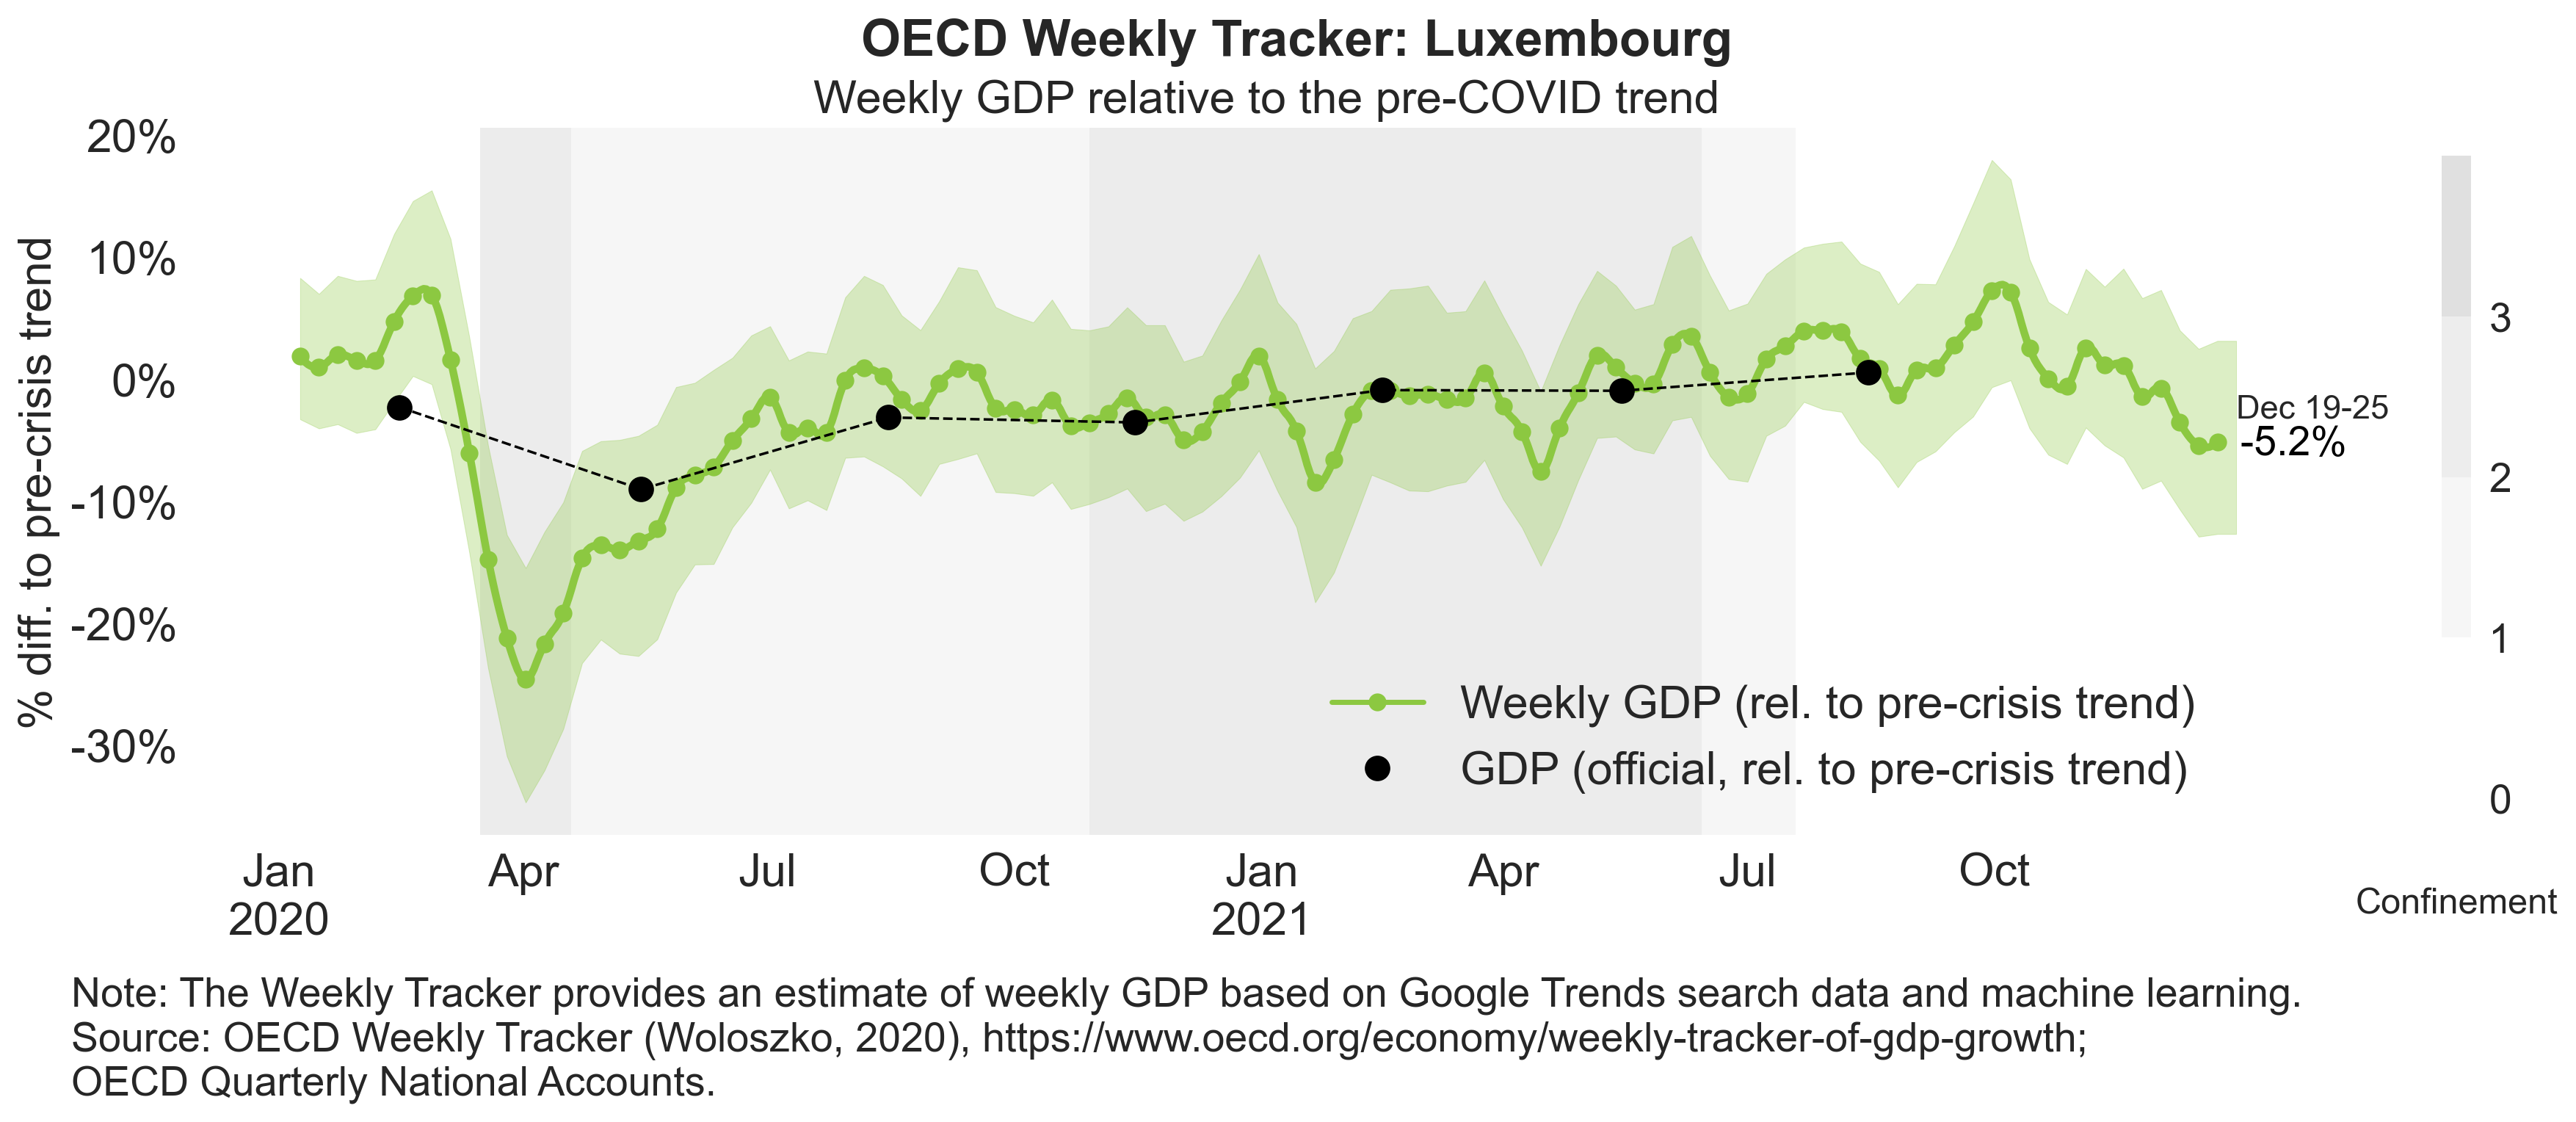 OECD Weekly Tracker: Luxembourg
Weekly GDP relative to the pre-COVID trend
% diff. to pre-crisis trend
20%
10%
0%
-10%
-20%
-30%
Dec 19-25
-5.2%
Weekly GDP (rel. to pre-crisis trend)
GDP (official, rel. to pre-crisis trend)
3
2
1
0
Confinement
Jan Apr Jul Oct Jan Apr Jul Oct
2020 2021
Note: The Weekly Tracker provides an estimate of weekly GDP based on Google Trends search data and machine learning.
Source: OECD Weekly Tracker (Woloszko, 2020), https://www.oecd.org/economy/weekly-tracker-of-gdp-growth;
OECD Quarterly National Accounts.